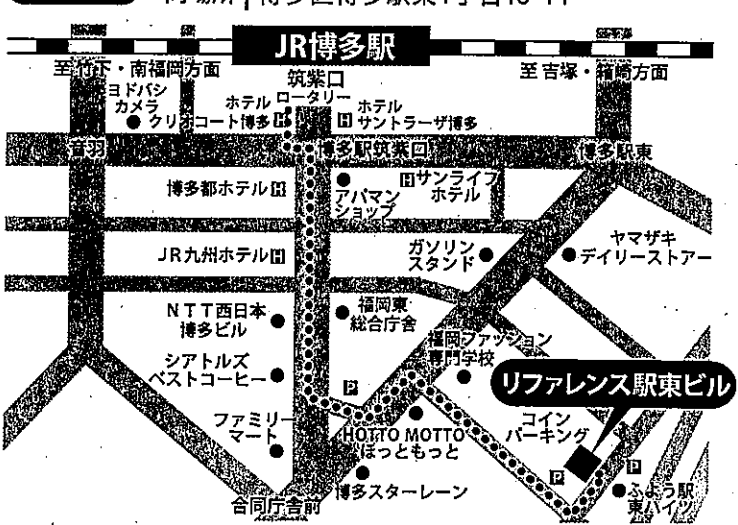 JR博多駅
至竹下・南福岡方面
筑紫口
ロータリー
至吉塚・箱崎方面
ヨドバシ
カメラ
ホテル
クリオコート博多 H
H ホテル
サントラーザ博多
音羽
博多駅筑紫口
博多駅東
博多都ホテル H
アパマン
ショップ
H サンライフ
ホテル
JR九州ホテル H
ガソリン
スタンド
ヤマザキ
デイリーストアー
NTT西日本
博多ビル
福岡東
総合庁舎
福岡ファッション
専門学校
シアトルズ
ベストコーヒー
P
リファレンス駅東ビル
ファミリー
マート
HOTTO MOTTO
ほっともっと
コイン
パーキング
P
P
博多スターレーン
ふよう駅
東ハイツ
合同庁舎前